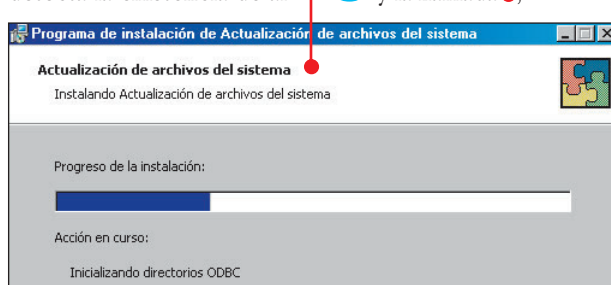 Programa de instalación de Actualización de archivos del sistema
Actualización de archivos del sistema
Instalando Actualización de archivos del sistema
Progreso de la instalación:
Acción en curso:
Inicializando directorios ODBC